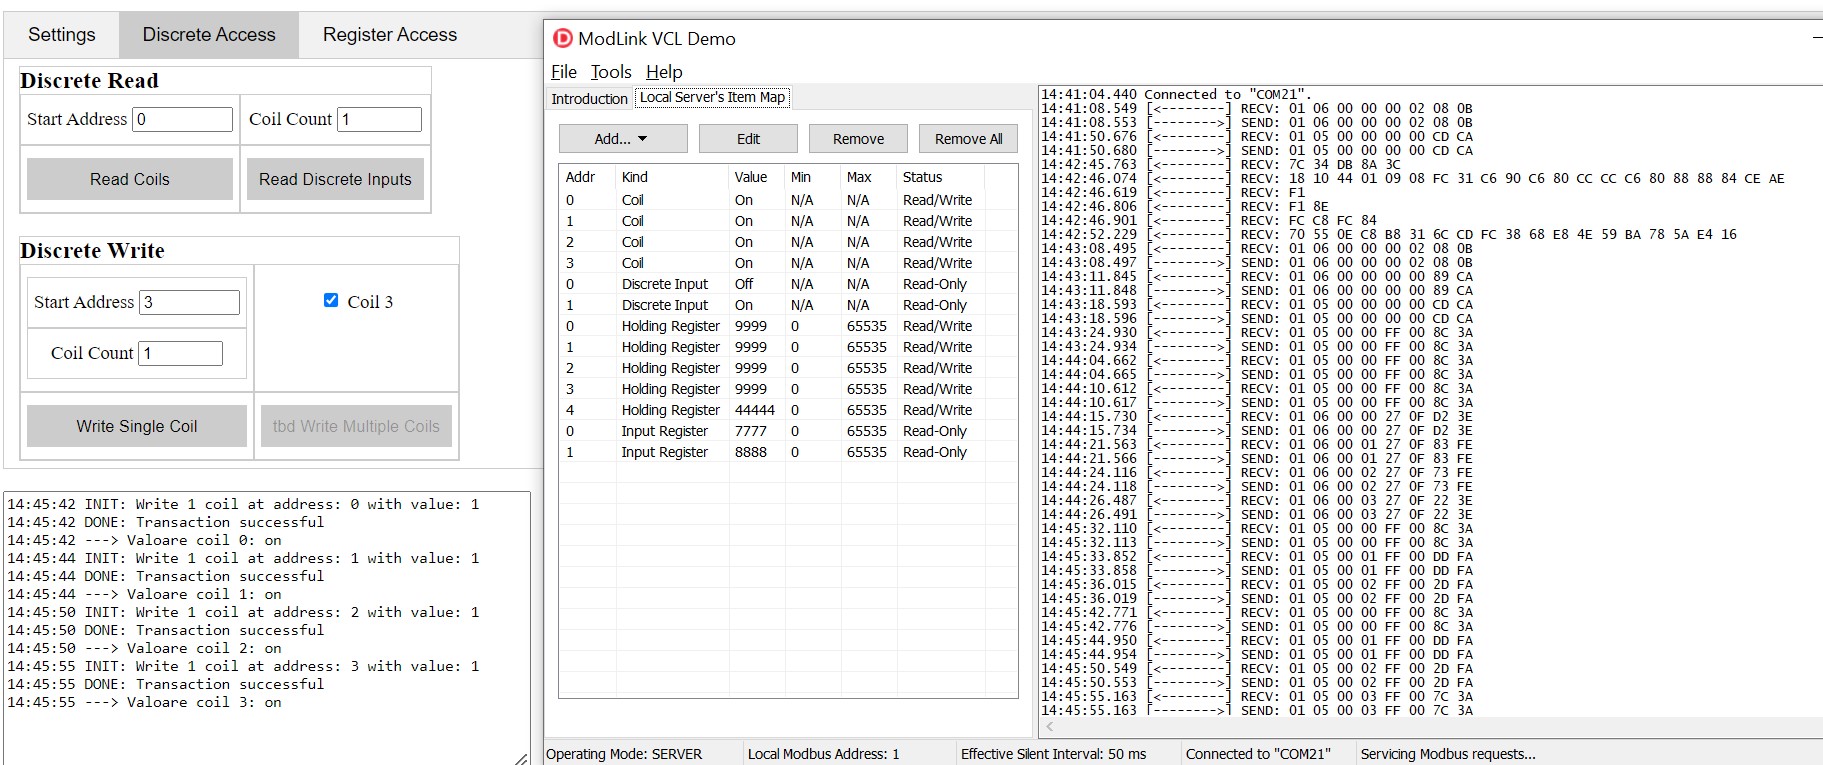 Settings Discrete Access Register Access
Discrete Read
Start Address 0 Coil Count 1
Read Coils Read Discrete Inputs
Discrete Write
Start Address 3 Coil 3
Coil Count 1
Write Single Coil tbd Write Multiple Coils
14:45:42 INIT: Write 1 coil at address: 0 with value: 1
14:45:42 DONE: Transaction successful
14:45:42 ---> Valoare coil 0: on
14:45:44 INIT: Write 1 coil at address: 1 with value: 1
14:45:44 DONE: Transaction successful
14:45:44 ---> Valoare coil 1: on
14:45:50 INIT: Write 1 coil at address: 2 with value: 1
14:45:50 DONE: Transaction successful
14:45:50 ---> Valoare coil 2: on
14:45:55 INIT: Write 1 coil at address: 3 with value: 1
14:45:55 DONE: Transaction successful
14:45:55 ---> Valoare coil 3: on
ModLink VCL Demo
File Tools Help
Introduction Local Server's Item Map
Add... Edit Remove Remove All
Addr Kind Value Min Max Status
0 Coil On N/A N/A Read/Write
1 Coil On N/A N/A Read/Write
2 Coil On N/A N/A Read/Write
3 Coil On N/A N/A Read/Write
0 Discrete Input Off N/A N/A Read-Only
1 Discrete Input On N/A N/A Read-Only
0 Holding Register 9999 0 65535 Read/Write
1 Holding Register 9999 0 65535 Read/Write
2 Holding Register 9999 0 65535 Read/Write
3 Holding Register 9999 0 65535 Read/Write
4 Holding Register 44444 0 65535 Read/Write
0 Input Register 7777 0 65535 Read-Only
1 Input Register 8888 0 65535 Read-Only
14:41:04.440 Connected to "COM21".
14:41:08.549 [<--------] RECV: 01 06 00 00 00 02 08 0B
14:41:08.553 [-------->] SEND: 01 06 00 00 00 02 08 0B
14:41:50.676 [<--------] RECV: 01 05 00 00 00 00 CD CA
14:41:50.680 [-------->] SEND: 01 05 00 00 00 00 CD CA
14:42:45.763 [<--------] RECV: 7C 34 DB 8A 3C
14:42:46.074 [<--------] RECV: 18 10 44 01 09 08 FC 31 C6 90 C6 80 CC CC C6 80 88 88 84 CE AE
14:42:46.619 [<--------] RECV: F1
14:42:46.806 [<--------] RECV: F1 8E
14:42:46.901 [<--------] RECV: FC C8 FC 84
14:42:52.229 [<--------] RECV: 70 55 0E C8 B8 31 6C CD FC 38 68 E8 4E 59 BA 78 5A E4 16
14:43:08.495 [<--------] RECV: 01 06 00 00 00 02 08 0B
14:43:08.497 [-------->] SEND: 01 06 00 00 00 02 08 0B
14:43:11.845 [<--------] RECV: 01 06 00 00 00 00 89 CA
14:43:11.848 [-------->] SEND: 01 06 00 00 00 00 89 CA
14:43:18.593 [<--------] RECV: 01 05 00 00 00 00 CD CA
14:43:18.596 [-------->] SEND: 01 05 00 00 00 00 CD CA
14:43:24.930 [<--------] RECV: 01 05 00 00 FF 00 8C 3A
14:43:24.934 [-------->] SEND: 01 05 00 00 FF 00 8C 3A
14:44:04.662 [<--------] RECV: 01 05 00 00 FF 00 8C 3A
14:44:04.665 [-------->] SEND: 01 05 00 00 FF 00 8C 3A
14:44:10.612 [<--------] RECV: 01 05 00 00 FF 00 8C 3A
14:44:10.617 [-------->] SEND: 01 05 00 00 FF 00 8C 3A
14:44:15.730 [<--------] RECV: 01 06 00 00 27 0F D2 3E
14:44:15.734 [-------->] SEND: 01 06 00 00 27 0F D2 3E
14:44:21.563 [<--------] RECV: 01 06 00 01 27 0F 83 FE
14:44:21.566 [-------->] SEND: 01 06 00 01 27 0F 83 FE
14:44:24.116 [<--------] RECV: 01 06 00 02 27 0F 73 FE
14:44:24.118 [-------->] SEND: 01 06 00 02 27 0F 73 FE
14:44:26.487 [<--------] RECV: 01 06 00 03 27 0F 22 3E
14:44:26.491 [-------->] SEND: 01 06 00 03 27 0F 22 3E
14:45:32.110 [<--------] RECV: 01 05 00 00 FF 00 8C 3A
14:45:32.113 [-------->] SEND: 01 05 00 00 FF 00 8C 3A
14:45:33.852 [<--------] RECV: 01 05 00 01 FF 00 DD FA
14:45:33.858 [-------->] SEND: 01 05 00 01 FF 00 DD FA
14:45:36.015 [<--------] RECV: 01 05 00 02 FF 00 2D FA
14:45:36.019 [-------->] SEND: 01 05 00 02 FF 00 2D FA
14:45:42.771 [<--------] RECV: 01 05 00 00 FF 00 8C 3A
14:45:42.776 [-------->] SEND: 01 05 00 00 FF 00 8C 3A
14:45:44.950 [<--------] RECV: 01 05 00 01 FF 00 DD FA
14:45:44.954 [-------->] SEND: 01 05 00 01 FF 00 DD FA
14:45:50.549 [<--------] RECV: 01 05 00 02 FF 00 2D FA
14:45:50.553 [-------->] SEND: 01 05 00 02 FF 00 2D FA
14:45:55.163 [<--------] RECV: 01 05 00 03 FF 00 7C 3A
14:45:55.163 [-------->] SEND: 01 05 00 03 FF 00 7C 3A
Operating Mode: SERVER Local Modbus Address: 1 Effective Silent Interval: 50 ms Connected to "COM21" Servicing Modbus requests...